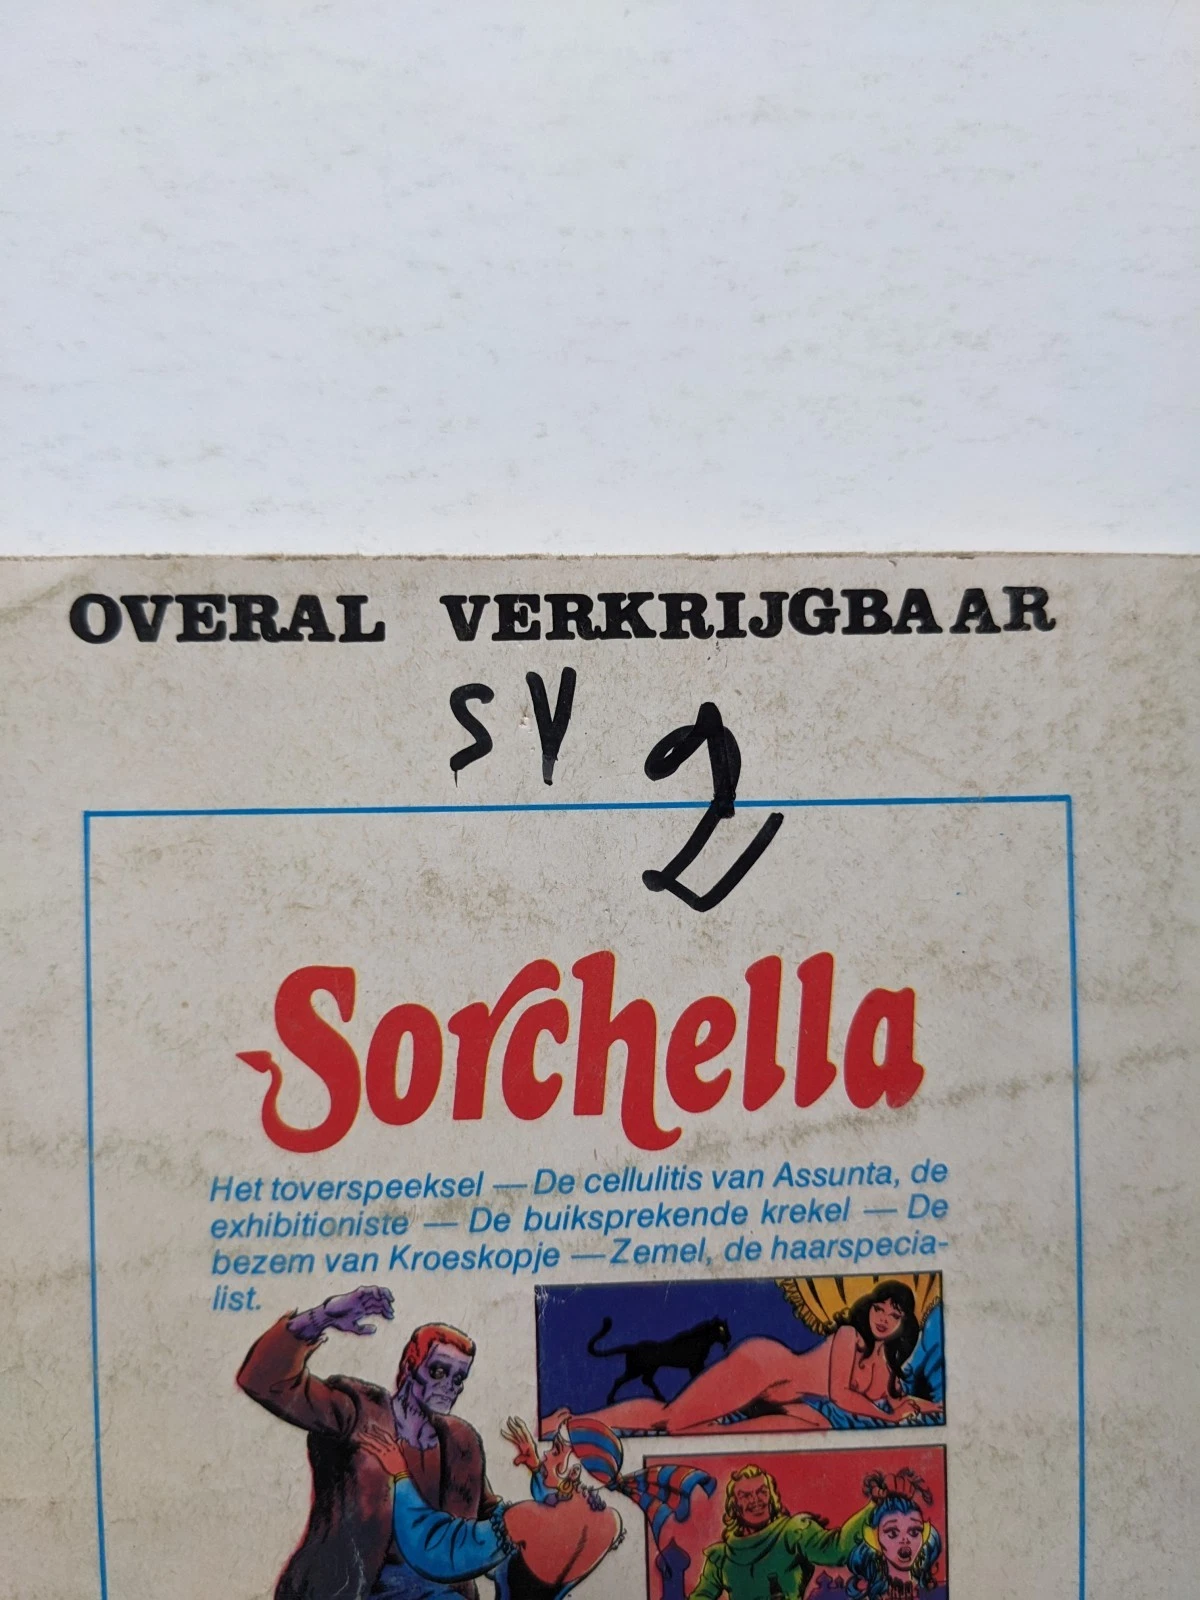 OVERAL VERKRIJGBAAR
SV 2
Sorchella
Het toverspeeksel — De cellulitis van Assunta, de
exhibitioniste — De buiksprekende krekel — De
bezem van Kroeskopje — Zemel, de haarspecia-
list.